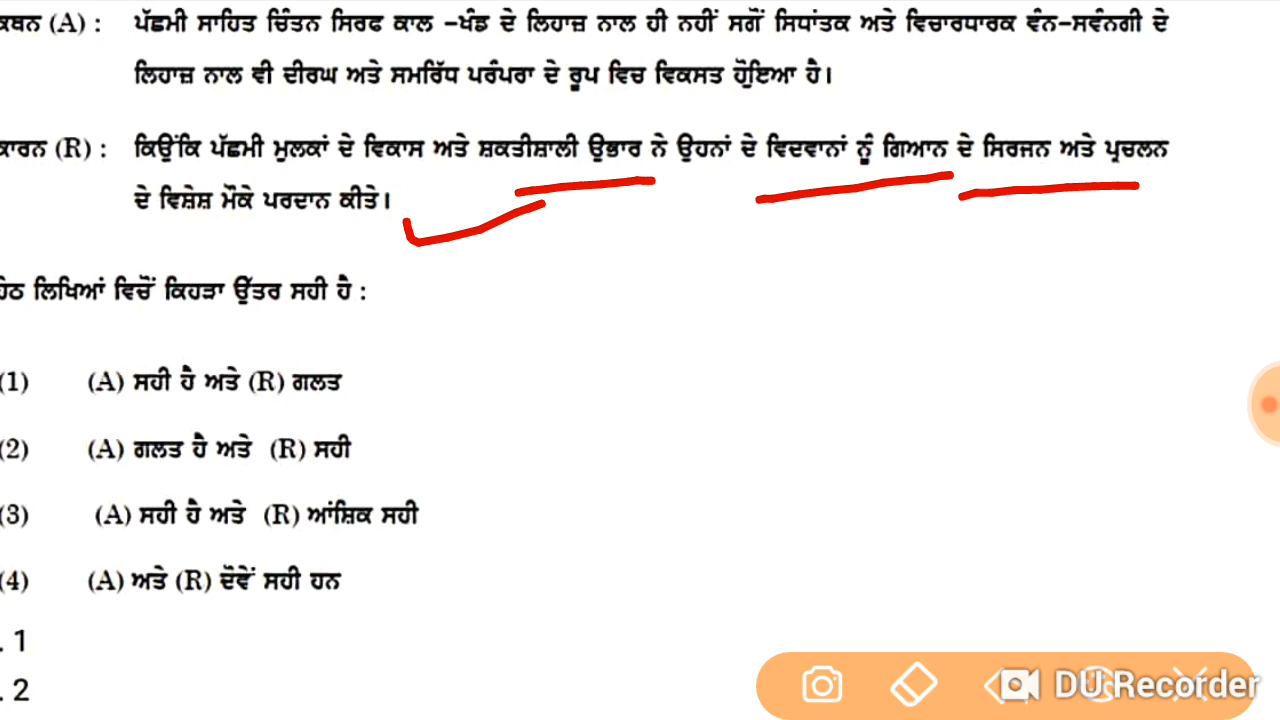 ਕਥਨ (A) : ਪੱਛਮੀ ਸਾਹਿਤ ਚਿੰਤਨ ਸਿਰਫ ਕਾਲ -ਖੰਡ ਦੇ ਲਿਹਾਜ਼ ਨਾਲ ਹੀ ਨਹੀਂ ਸਗੋਂ ਸਿਧਾਂਤਕ ਅਤੇ ਵਿਚਾਰਧਾਰਕ ਵੰਨ-ਸਵੰਨਗੀ ਦੇ
ਲਿਹਾਜ਼ ਨਾਲ ਵੀ ਦੀਰਘ ਅਤੇ ਸਮਰਿੱਧ ਪਰੰਪਰਾ ਦੇ ਰੂਪ ਵਿਚ ਵਿਕਸਤ ਹੋਇਆ ਹੈ।
ਕਾਰਨ (R) : ਕਿਉਂਕਿ ਪੱਛਮੀ ਮੁਲਕਾਂ ਦੇ ਵਿਕਾਸ ਅਤੇ ਸ਼ਕਤੀਸ਼ਾਲੀ ਉਭਾਰ ਨੇ ਉਹਨਾਂ ਦੇ ਵਿਦਵਾਨਾਂ ਨੂੰ ਗਿਆਨ ਦੇ ਸਿਰਜਨ ਅਤੇ ਪ੍ਰਚਲਨ
ਦੇ ਵਿਸ਼ੇਸ਼ ਮੌਕੇ ਪਰਦਾਨ ਕੀਤੇ।
ਹੇਠ ਲਿਖਿਆਂ ਵਿਚੋਂ ਕਿਹੜਾ ਉੱਤਰ ਸਹੀ ਹੈ :
(1) (A) ਸਹੀ ਹੈ ਅਤੇ (R) ਗਲਤ
(2) (A) ਗਲਤ ਹੈ ਅਤੇ (R) ਸਹੀ
(3) (A) ਸਹੀ ਹੈ ਅਤੇ (R) ਆਂਸ਼ਿਕ ਸਹੀ
(4) (A) ਅਤੇ (R) ਦੋਵੇਂ ਸਹੀ ਹਨ
. 1
. 2
DU Recorder